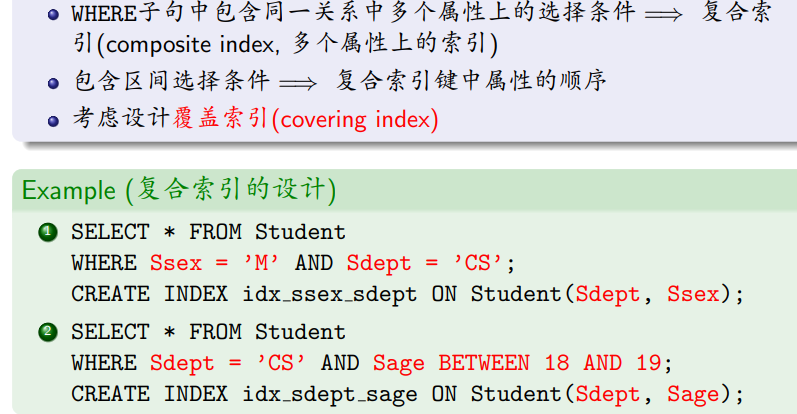 WHERE子句中包含同一关系中多个属性上的选择条件 ⟹ 复合索
引(composite index, 多个属性上的索引)
包含区间选择条件 ⟹ 复合索引键中属性的顺序
考虑设计覆盖索引(covering index)
Example (复合索引的设计)
1 SELECT * FROM Student
WHERE Ssex = ’M’ AND Sdept = ’CS’;
CREATE INDEX idx_ssex_sdept ON Student(Sdept, Ssex);
2 SELECT * FROM Student
WHERE Sdept = ’CS’ AND Sage BETWEEN 18 AND 19;
CREATE INDEX idx_sdept_sage ON Student(Sdept, Sage);